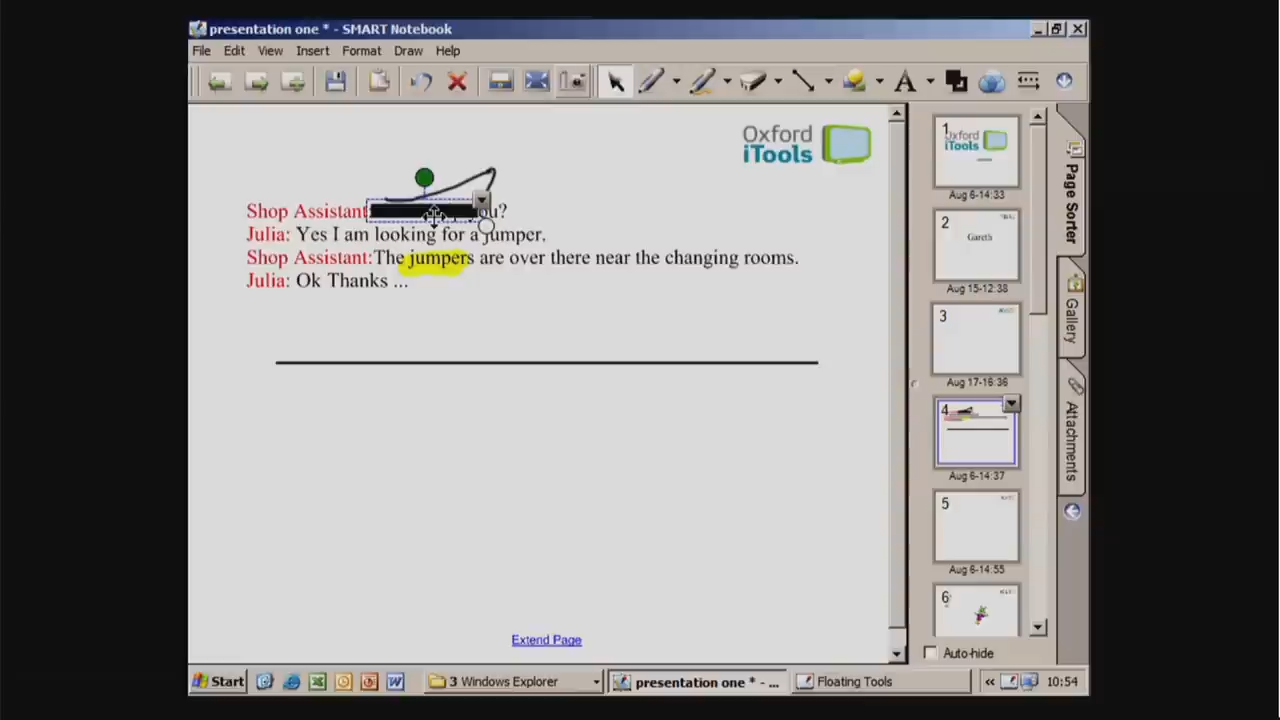 presentation one * - SMART Notebook
File Edit View Insert Format Draw Help
Oxford
iTools
Shop Assistant: ou?
Julia: Yes I am looking for a jumper.
Shop Assistant:The jumpers are over there near the changing rooms.
Julia: Ok Thanks ...
Extend Page
1
Oxford
iTools
Aug 6-14:33
2
Gareth
Aug 15-12:38
3
Aug 17-16:36
4
Aug 6-14:37
5
Aug 6-14:55
6
Page Sorter
Gallery
Attachments
Auto-hide
Start
3 Windows Explorer
presentation one * - ...
Floating Tools
10:54